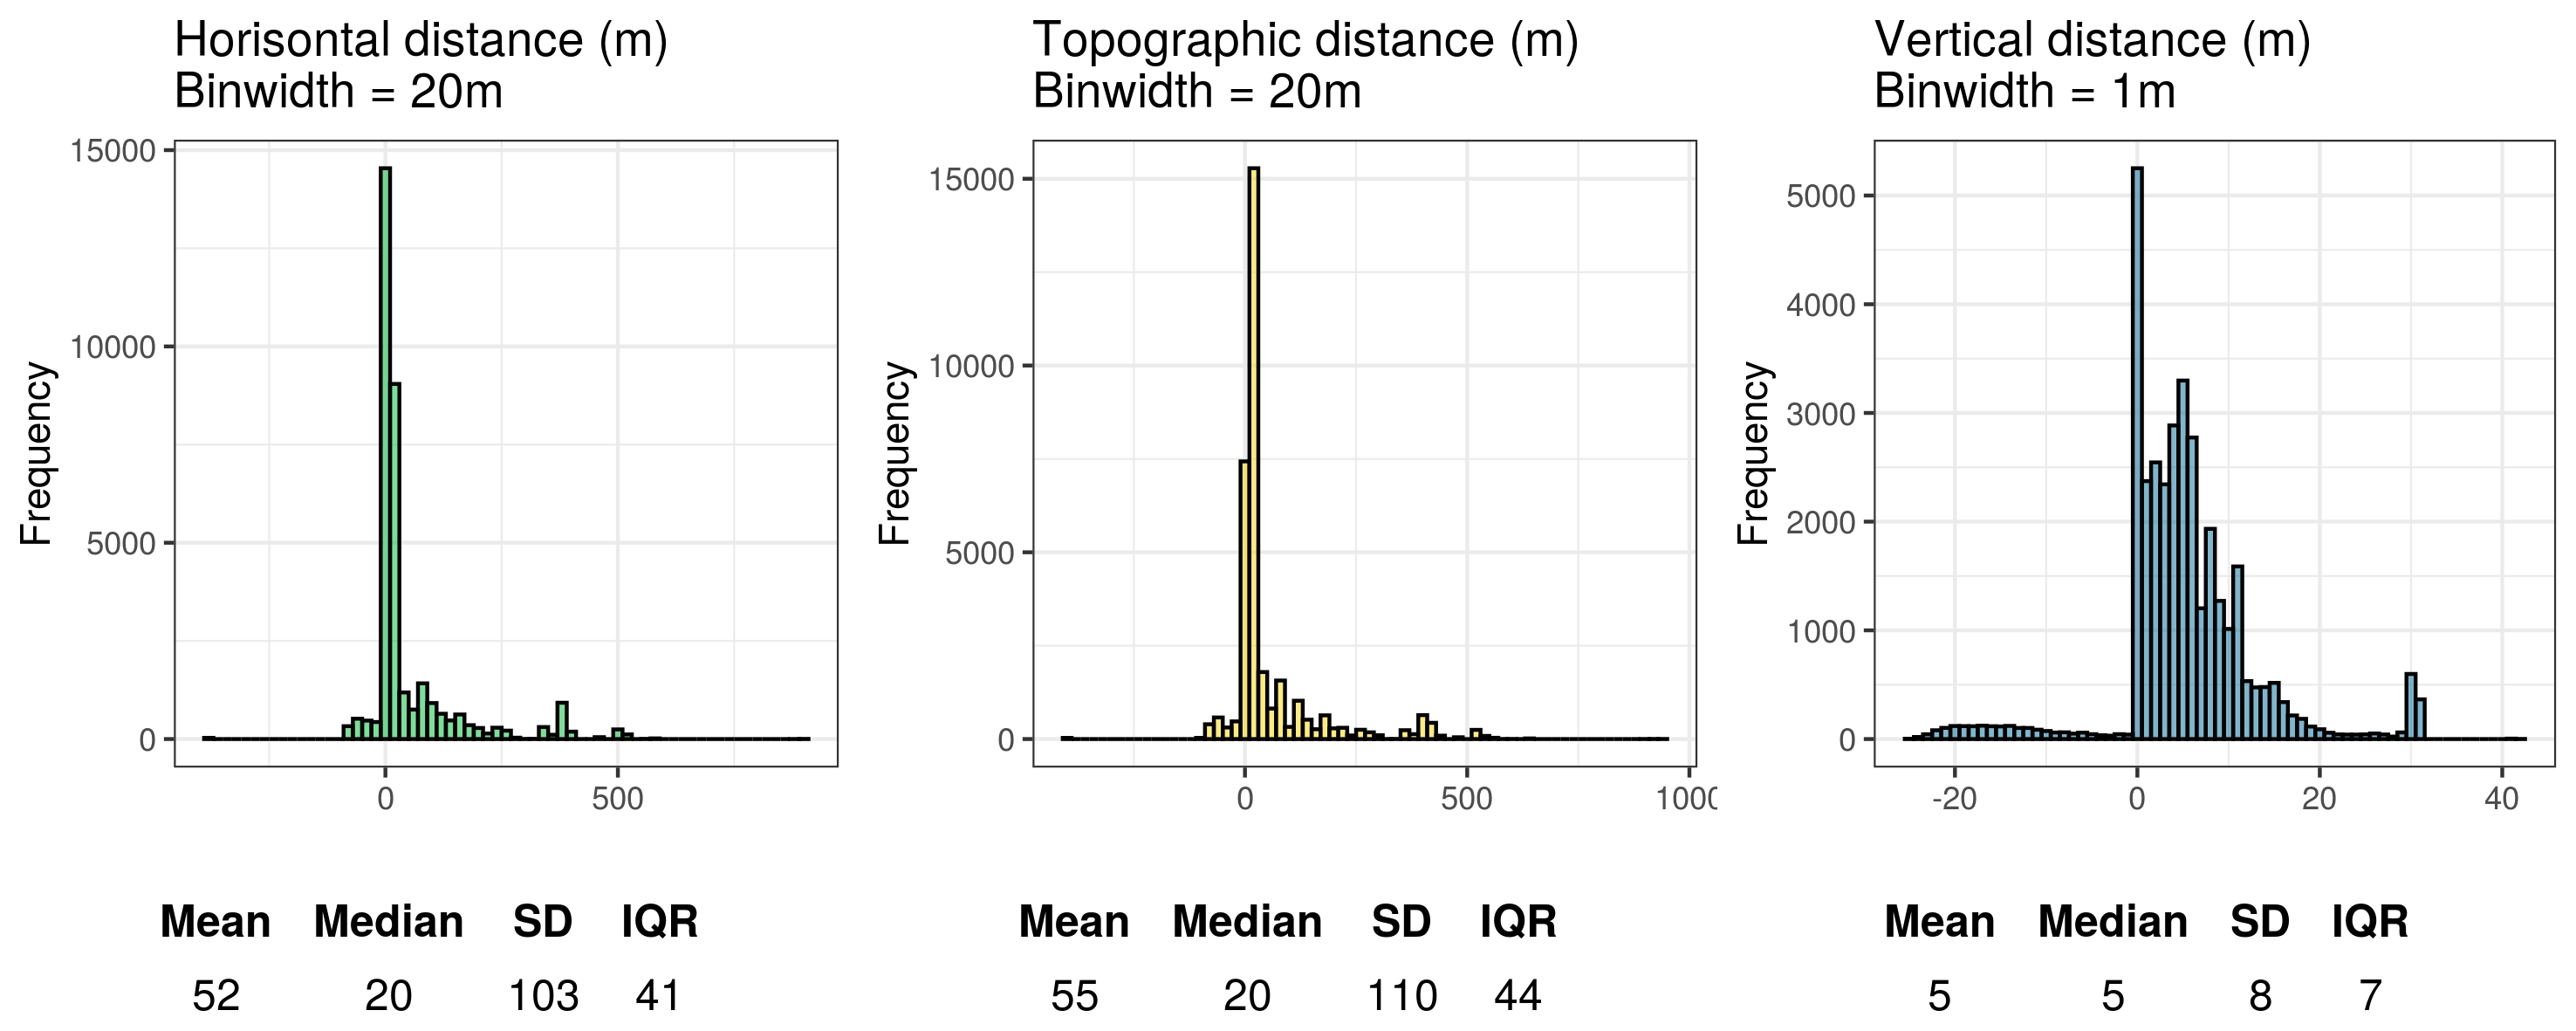 Horisontal distance (m)
Binwidth = 20m
15000
10000
5000
0
Frequency
0
500
Mean Median SD IQR
52 20 103 41
Topographic distance (m)
Binwidth = 20m
15000
10000
5000
0
Frequency
0
500
1000
Mean Median SD IQR
55 20 110 44
Vertical distance (m)
Binwidth = 1m
5000
4000
3000
2000
1000
0
Frequency
-20
0
20
40
Mean Median SD IQR
5 5 8 7